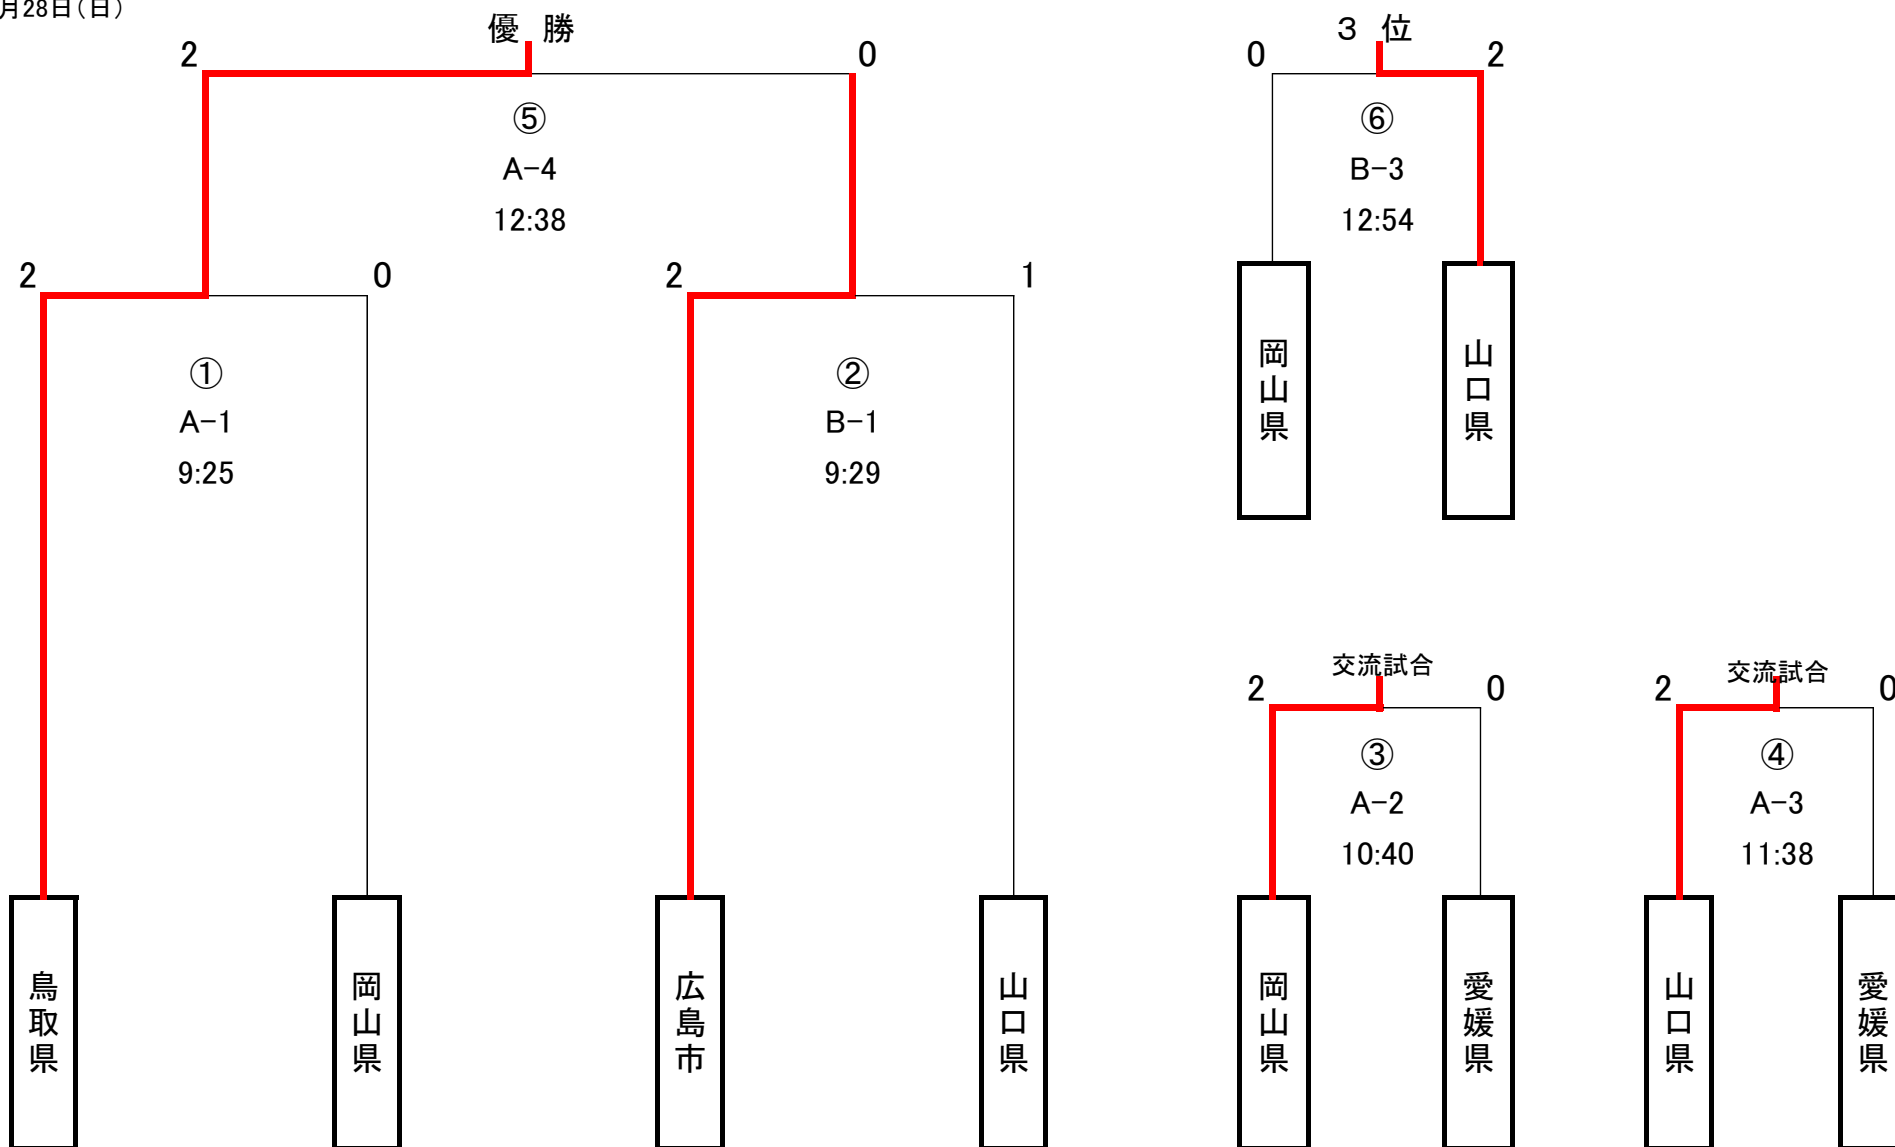 月28日(日)
優 勝
3 位
2
0
0
2
⑤
A-4
12:38
⑥
B-3
12:54
2
0
2
1
①
A-1
9:25
②
B-1
9:29
岡山県
山口県
交流試合
交流試合
2
0
2
0
③
A-2
10:40
④
A-3
11:38
鳥取県
岡山県
広島市
山口県
岡山県
愛媛県
山口県
愛媛県